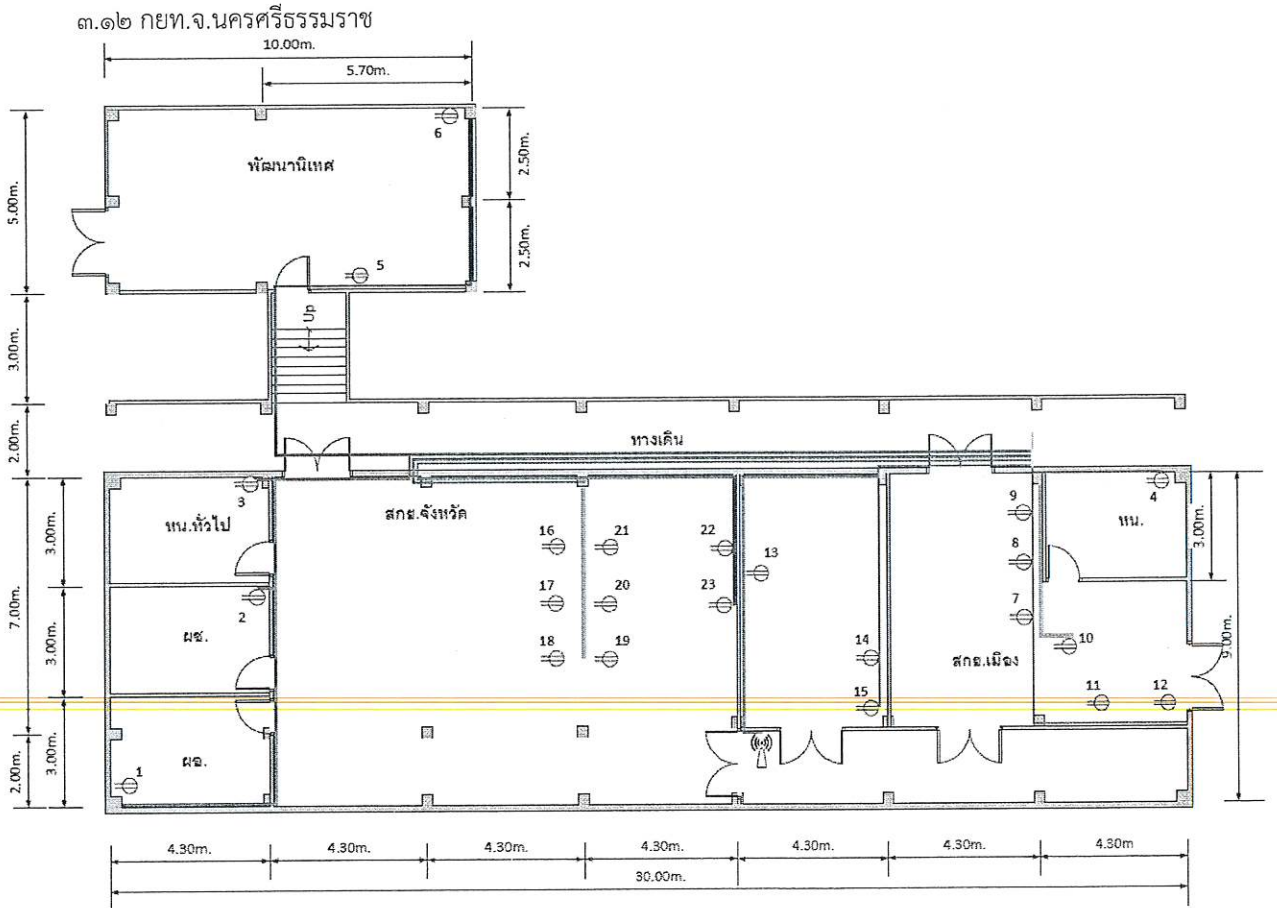 ๓.๑๒ กยท.จ.นครศรีธรรมราช
10.00m.
5.70m.
6
พัฒนานิเทศ
2.50m.
5.00m.
2.50m.
5
Up
3.00m.
2.00m.
ทางเดิน
3
4
9
หน.ทั่วไป
สกย.จังหวัด
หน.
3.00m.
3.00m.
16
21
22
13
8
17
20
23
7
2
7.00m.
ผช.
3.00m.
18
19
14
สกย.เมือง
10
9.00m.
15
11
12
ผอ.
3.00m.
2.00m.
1
4.30m.
4.30m.
4.30m.
4.30m.
4.30m.
4.30m.
4.30m
30.00m.